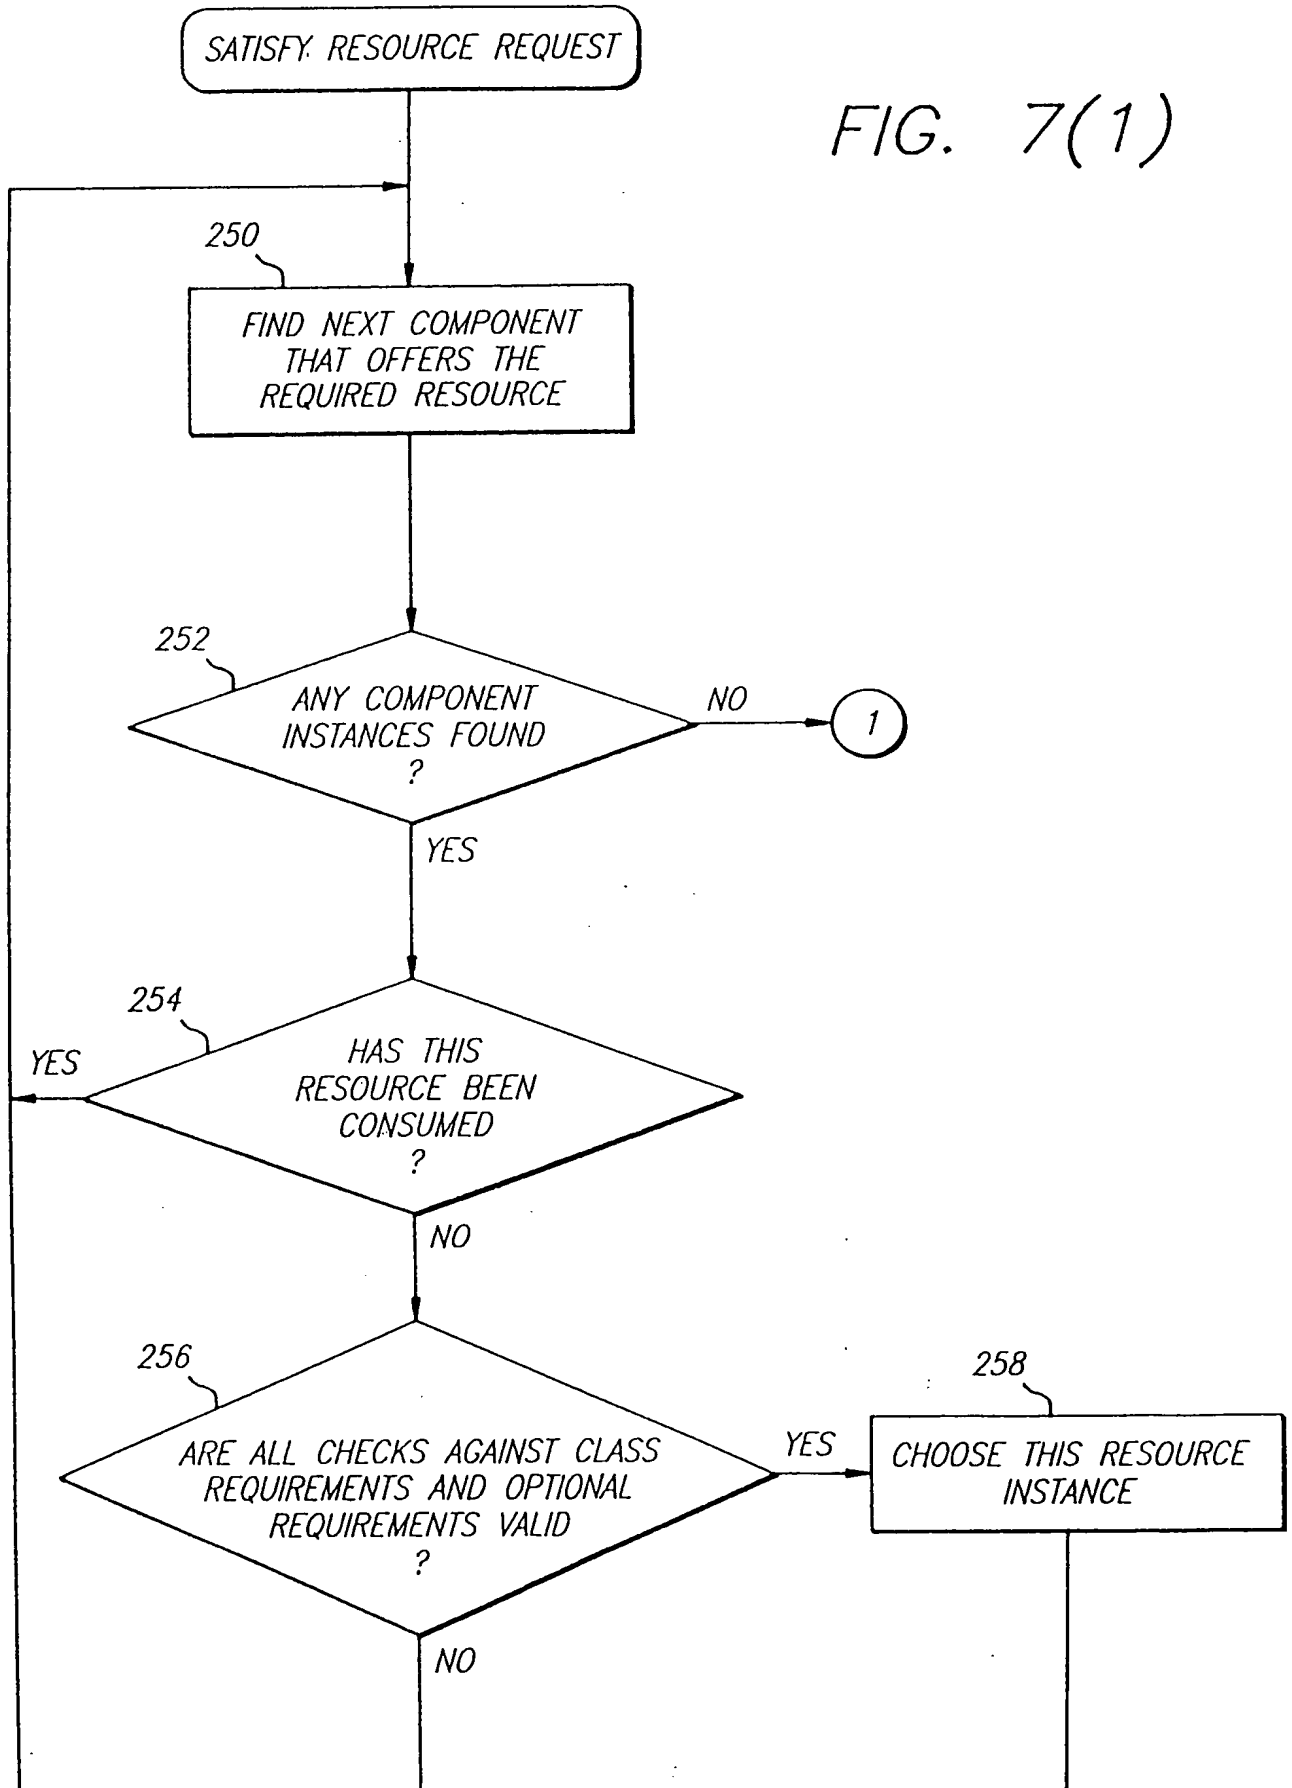 SATISFY RESOURCE REQUEST
FIG. 7(1)
250
FIND NEXT COMPONENT
THAT OFFERS THE
REQUIRED RESOURCE
252
ANY COMPONENT
INSTANCES FOUND
?
NO
1
YES
254
YES
HAS THIS
RESOURCE BEEN
CONSUMED
?
NO
256
ARE ALL CHECKS AGAINST CLASS
REQUIREMENTS AND OPTIONAL
REQUIREMENTS VALID
?
YES
258
CHOOSE THIS RESOURCE
INSTANCE
NO